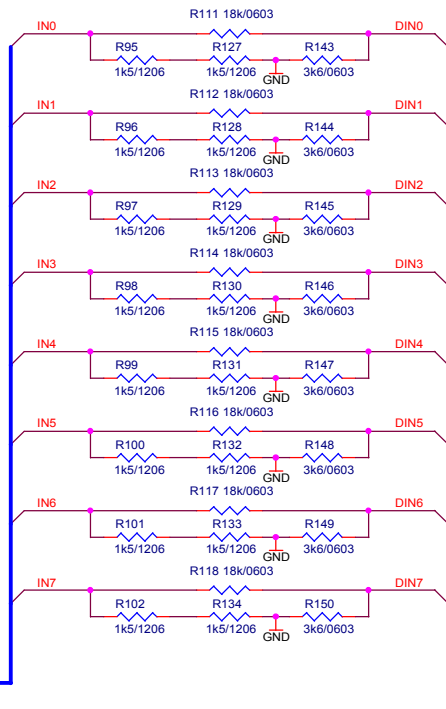 R111 18k/0603
IN0 DIN0
R95 R127 R143
1k5/1206 1k5/1206 3k6/0603
GND
R112 18k/0603
IN1 DIN1
R96 R128 R144
1k5/1206 1k5/1206 3k6/0603
GND
R113 18k/0603
IN2 DIN2
R97 R129 R145
1k5/1206 1k5/1206 3k6/0603
GND
R114 18k/0603
IN3 DIN3
R98 R130 R146
1k5/1206 1k5/1206 3k6/0603
GND
R115 18k/0603
IN4 DIN4
R99 R131 R147
1k5/1206 1k5/1206 3k6/0603
GND
R116 18k/0603
IN5 DIN5
R100 R132 R148
1k5/1206 1k5/1206 3k6/0603
GND
R117 18k/0603
IN6 DIN6
R101 R133 R149
1k5/1206 1k5/1206 3k6/0603
GND
R118 18k/0603
IN7 DIN7
R102 R134 R150
1k5/1206 1k5/1206 3k6/0603
GND